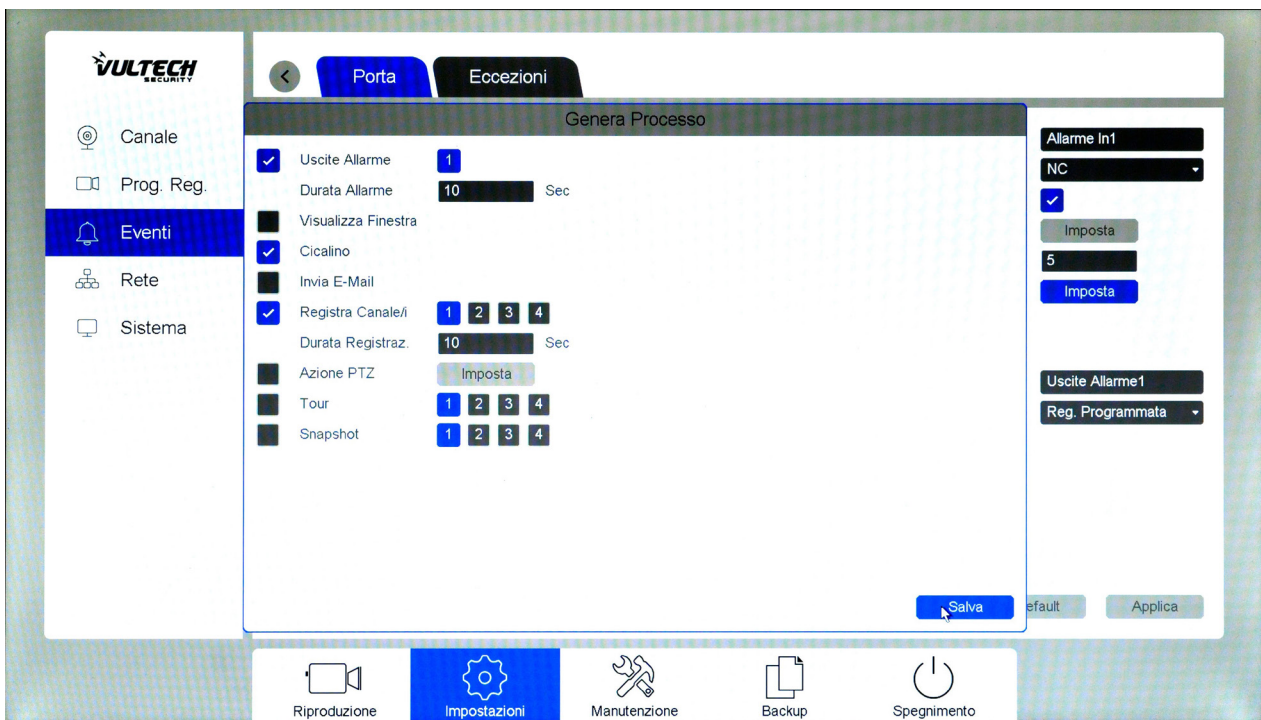 VULTECH
SECURITY
Porta
Eccezioni
Canale
Prog. Reg.
Eventi
Rete
Sistema
Genera Processo
Uscite Allarme 1
Durata Allarme 10 Sec
Visualizza Finestra
Cicalino
Invia E-Mail
Registra Canale/i 1 2 3 4
Durata Registraz. 10 Sec
Azione PTZ Imposta
Tour 1 2 3 4
Snapshot 1 2 3 4
Salva
Allarme In1
NC
Imposta
5
Imposta
Uscite Allarme1
Reg. Programmata
efault
Applica
Riproduzione
Impostazioni
Manutenzione
Backup
Spegnimento